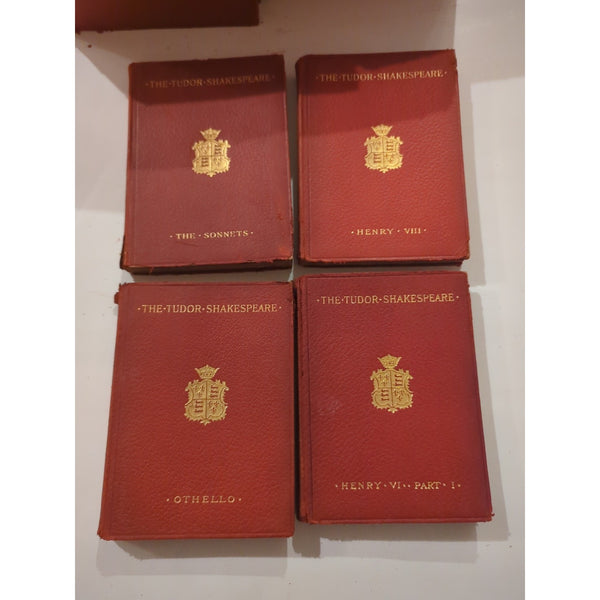 ·THE·TUDOR·SHAKESPEARE·
·THE·SONNETS·
·THE·TUDOR·SHAKESPEARE·
·HENRY·VIII·
·THE·TUDOR·SHAKESPEARE·
·OTHELLO·
·THE·TUDOR·SHAKESPEARE·
·HENRY·VI··PART·I·